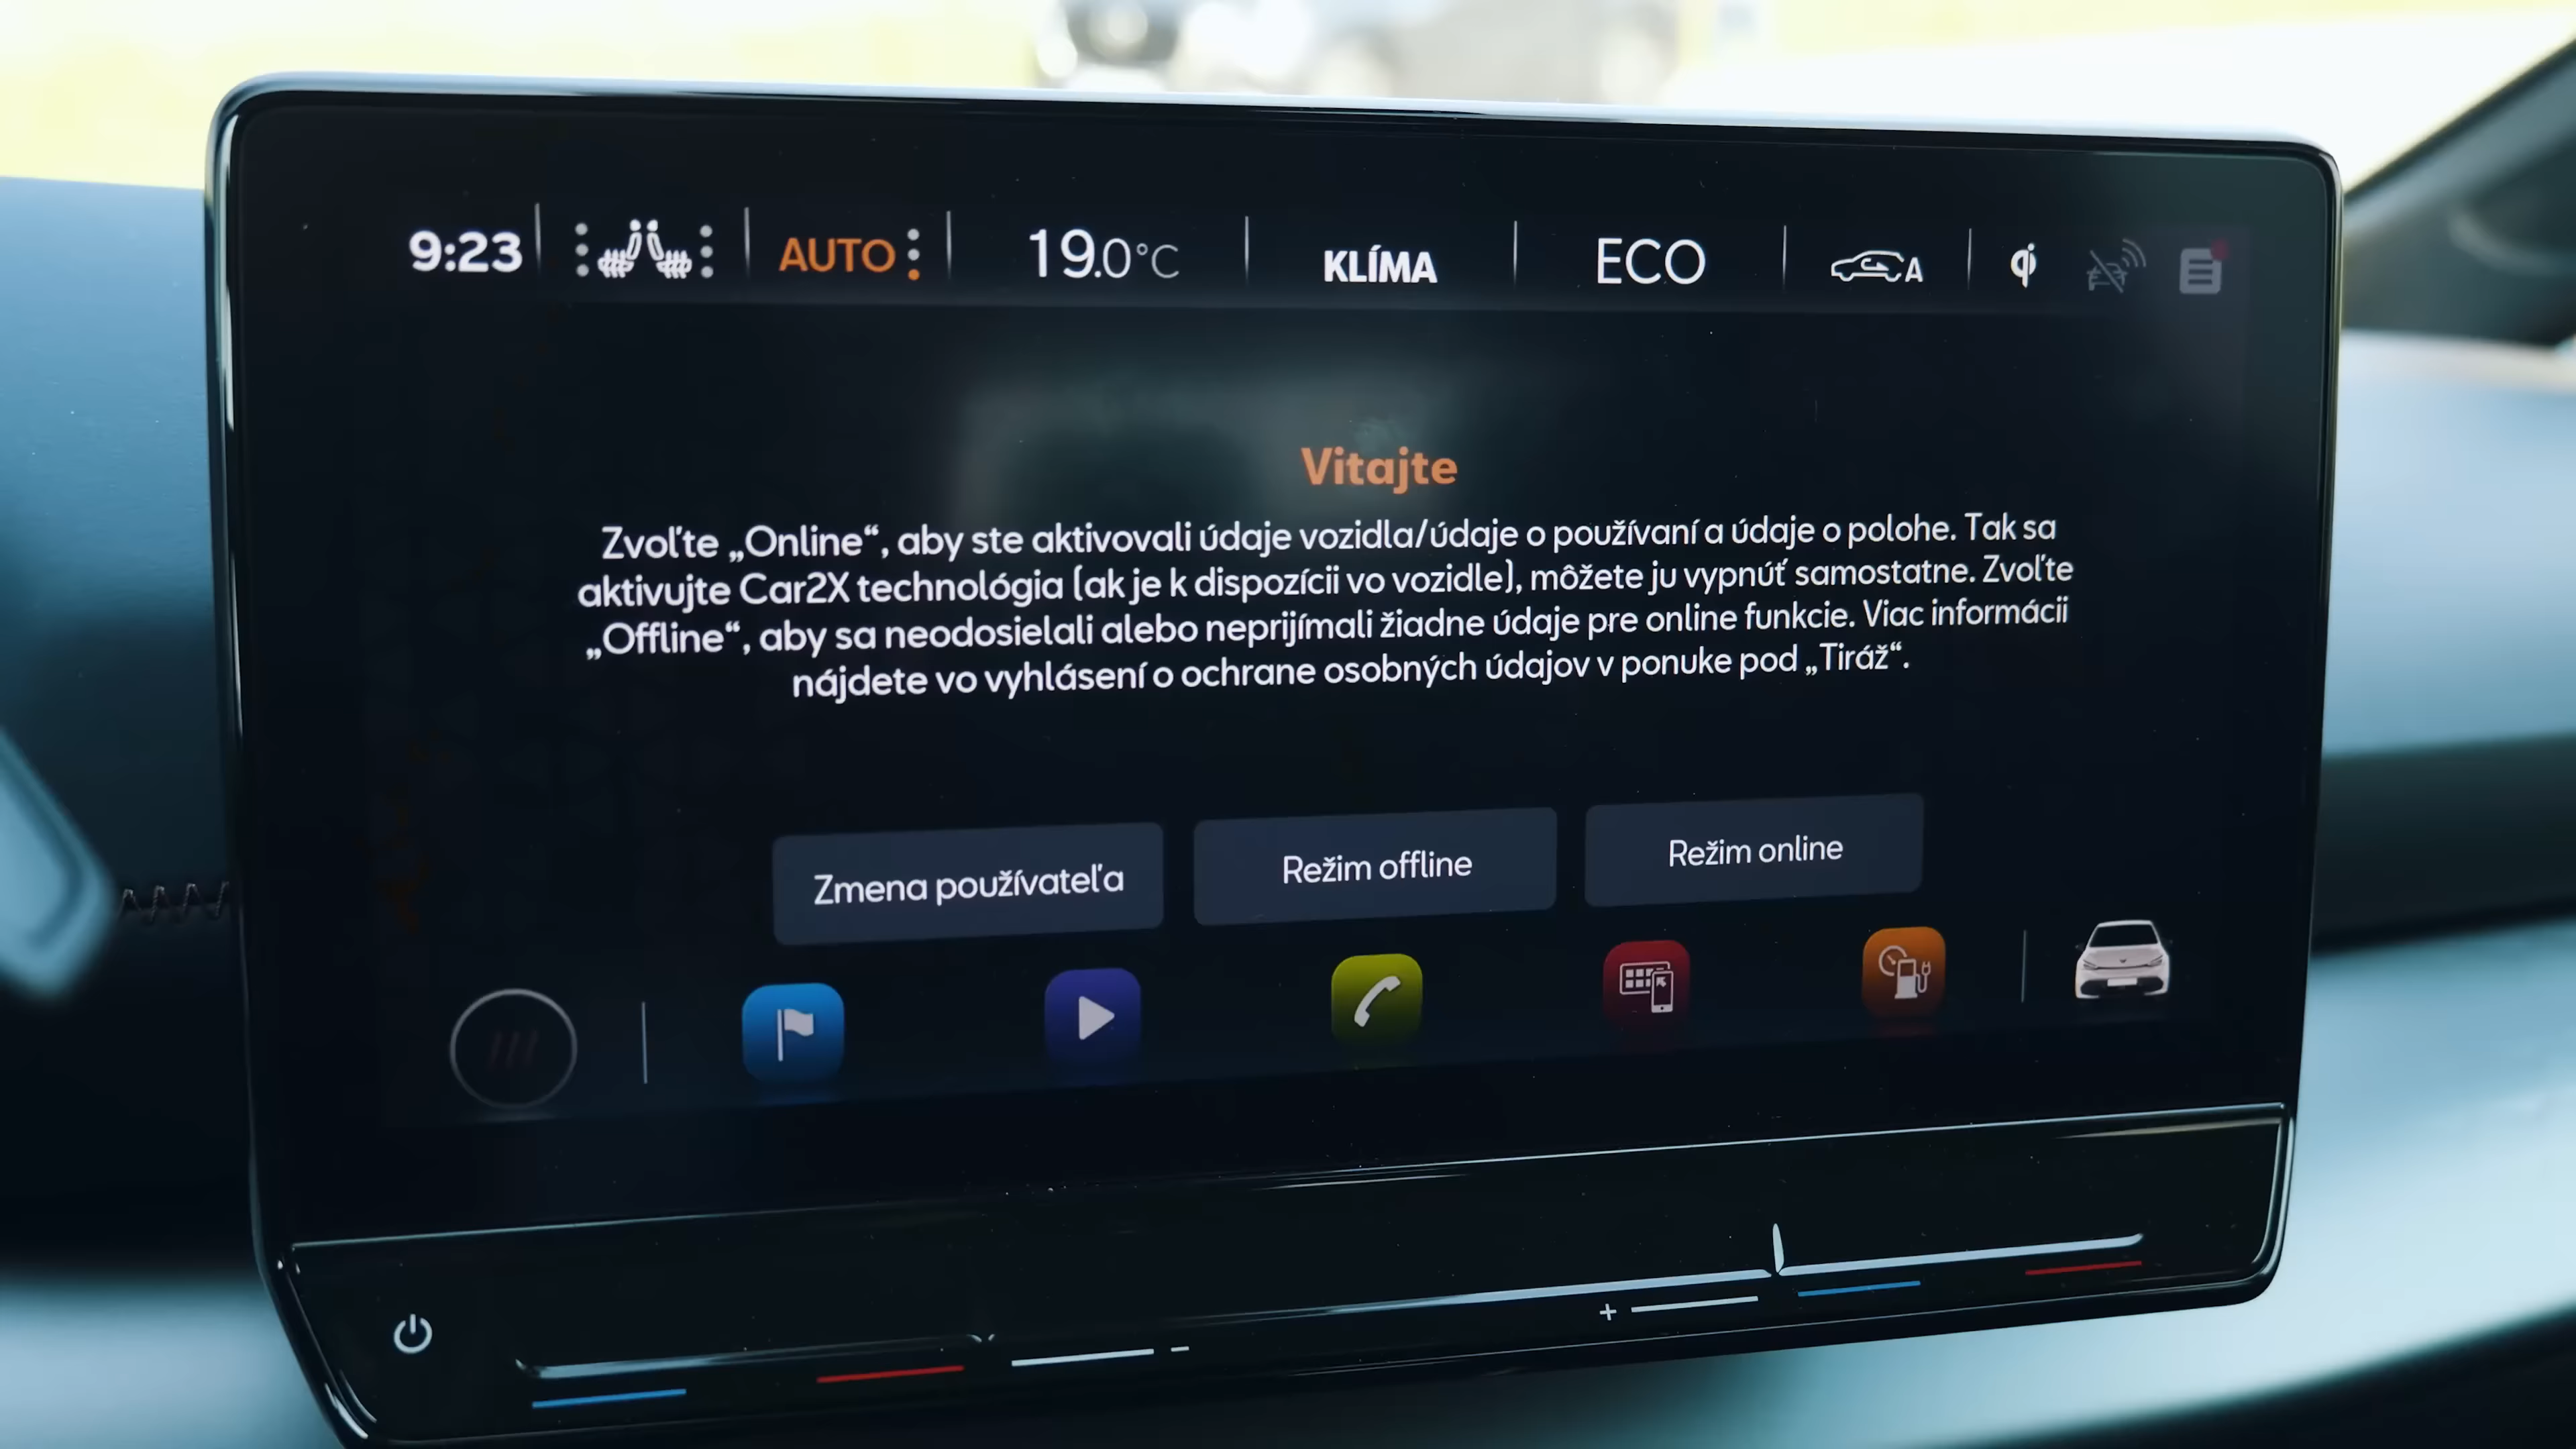 9:23 AUTO 19.0°C KLÍMA ECO A
Vitajte
Zvoľte „Online“, aby ste aktivovali údaje vozidla/údaje o používaní a údaje o polohe. Tak sa
aktivujte Car2X technológia (ak je k dispozícii vo vozidle), môžete ju vypnúť samostatne. Zvoľte
„Offline“, aby sa neodosielali alebo neprijímali žiadne údaje pre online funkcie. Viac informácii
nájdete vo vyhlásení o ochrane osobných údajov v ponuke pod „Tiráž“.
Zmena používateľa Režim offline Režim online
- +